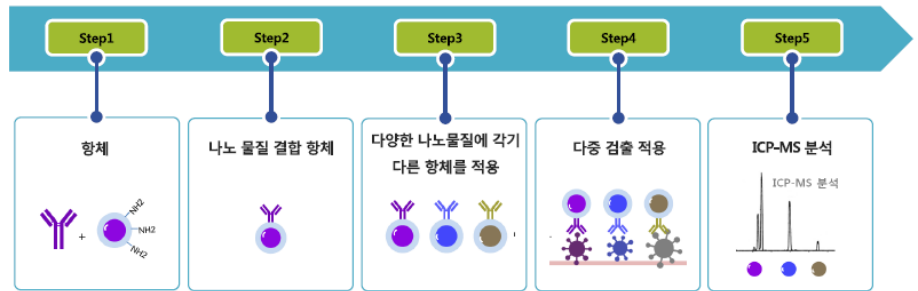 Step1
Step2
Step3
Step4
Step5
항체
+
NH2
NH2
NH2
나노 물질 결합 항체
다양한 나노물질에 각기
다른 항체를 적용
다중 검출 적용
ICP-MS 분석
ICP-MS 분석